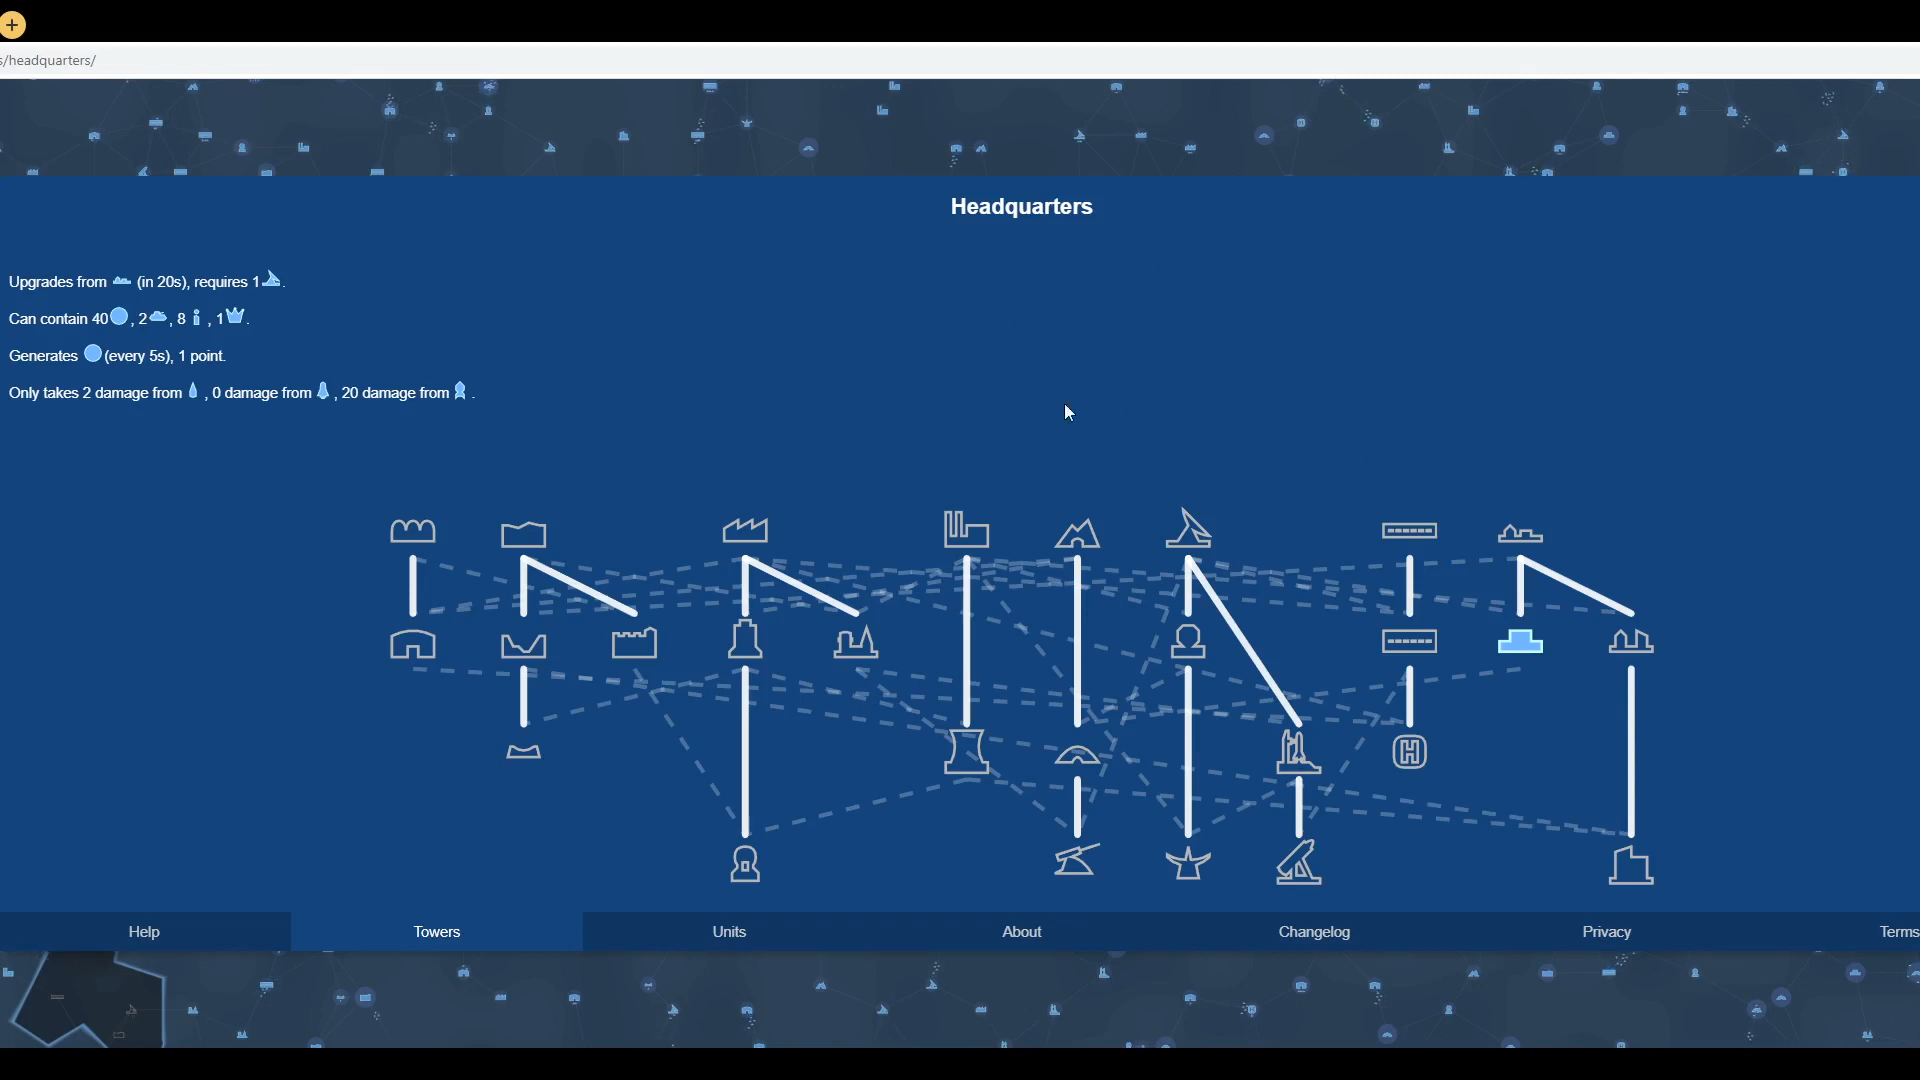 s/headquarters/
Headquarters
Upgrades from (in 20s), requires 1 .
Can contain 40 , 2 , 8 , 1 .
Generates (every 5s), 1 point.
Only takes 2 damage from , 0 damage from , 20 damage from .
H
Help Towers Units About Changelog Privacy Terms